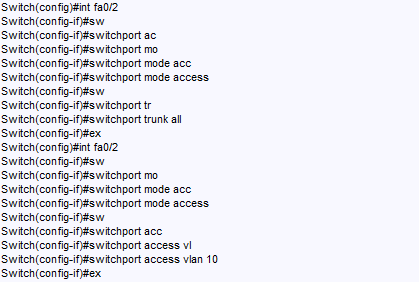 Switch(config)#int fa0/2
Switch(config-if)#sw
Switch(config-if)#switchport ac
Switch(config-if)#switchport mo
Switch(config-if)#switchport mode acc
Switch(config-if)#switchport mode access
Switch(config-if)#sw
Switch(config-if)#switchport tr
Switch(config-if)#switchport trunk all
Switch(config-if)#ex
Switch(config)#int fa0/2
Switch(config-if)#sw
Switch(config-if)#switchport mo
Switch(config-if)#switchport mode acc
Switch(config-if)#switchport mode access
Switch(config-if)#sw
Switch(config-if)#switchport acc
Switch(config-if)#switchport access vl
Switch(config-if)#switchport access vlan 10
Switch(config-if)#ex